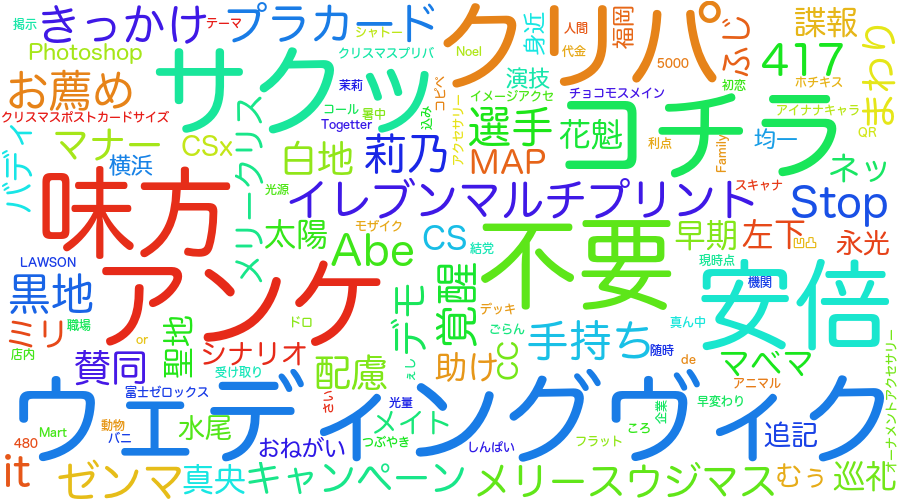 掲示
きっかけ
テーマ
プラカード
シャトー
クリパ
人間
身近
代金
福岡
ふじ
諜報
Photoshop
サクッ
クリスマスプリパ
Noel
5000
417
まわり
お薦め
茉莉
コピペ
演技
初恋
ホチキス
クリスマスポストカードサイズ
メリークリス
コール
暑中
込み
イメージアクセ
チョコモスメイン
コチラ
アイナナキャラ
バディ
マナー
CSx
Togetter
アクセサリー
選手
花魁
利点
Family
均一
QR
横浜
白地
莉乃
MAP
ネッ
味方
光源
イレブンマルチプリント
スキャナ
Stop
太陽
モザイク
Abe
CS
結党
不要
早期
左下
凹凸
永光
LAWSON
アンケ
覚醒
現時点
安倍
黒地
デモ
デッキ
機関
ミリ
職場
聖地
ドロ
ごらん
手持ち
真ん中
店内
or
賛同
シナリオ
配慮
ぇし
助け
CC
随時
de
マベマ
受け取り
ウェディングヴィク
冨士ゼロックス
さい
光量
アニマル
早変わり
企業
オーナメントアクセサリー
480
Mart
動物
バニ
水尾
メイト
おねがい
つぶやき
しんぱい
フラット
ころ
追記
it
ゼンマ
真央
キャンペーン
メリースウジマス
むぅ
巡礼